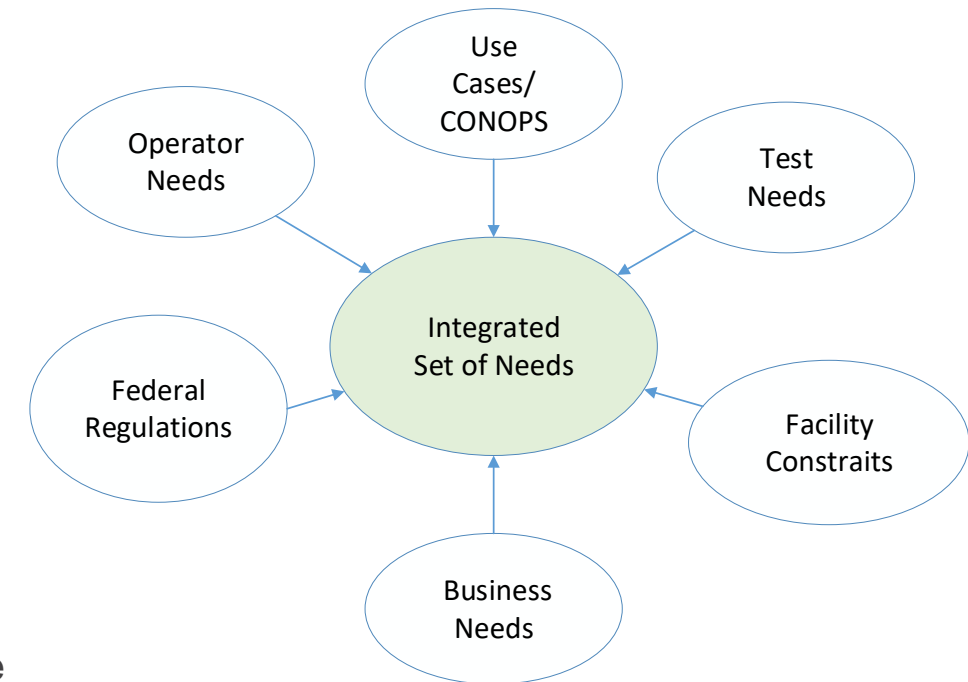 Use
Cases/
CONOPS
Operator
Needs
Test
Needs
Integrated
Set of Needs
Federal
Regulations
Facility
Constraits
Business
Needs
e